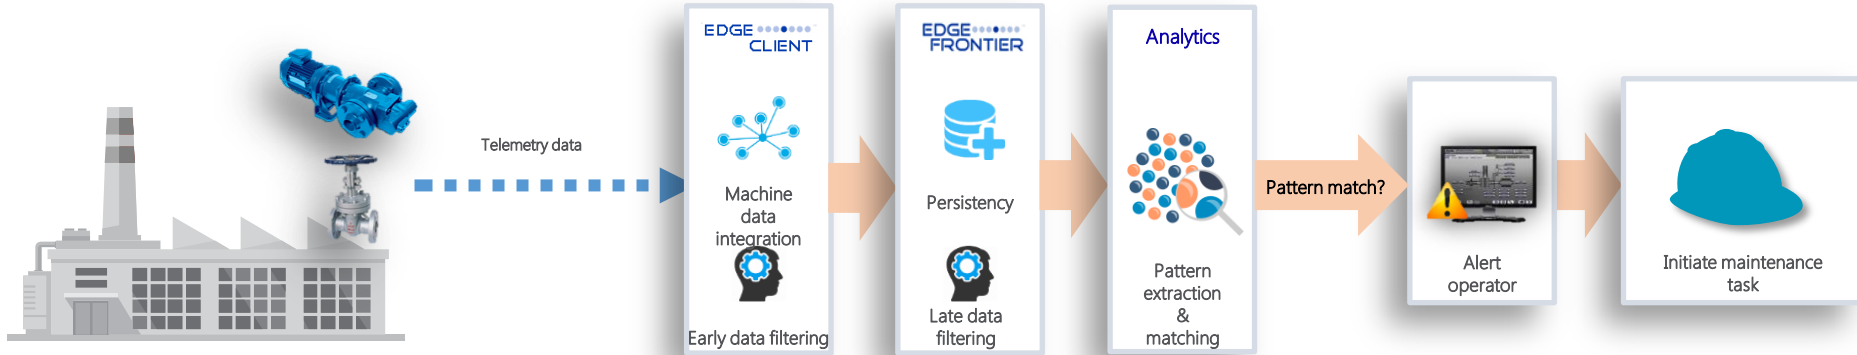 Telemetry data
EDGE
CLIENT
Machine
data
integration
Early data filtering
EDGE
FRONTIER
Persistency
Late data
filtering
Analytics
Pattern
extraction
&
matching
Pattern match?
Alert
operator
Initiate maintenance
task